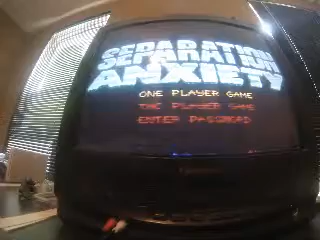 SEPARATION
ANXIETY
ONE PLAYER GAME
TWO PLAYER GAME
ENTER PASSWORD